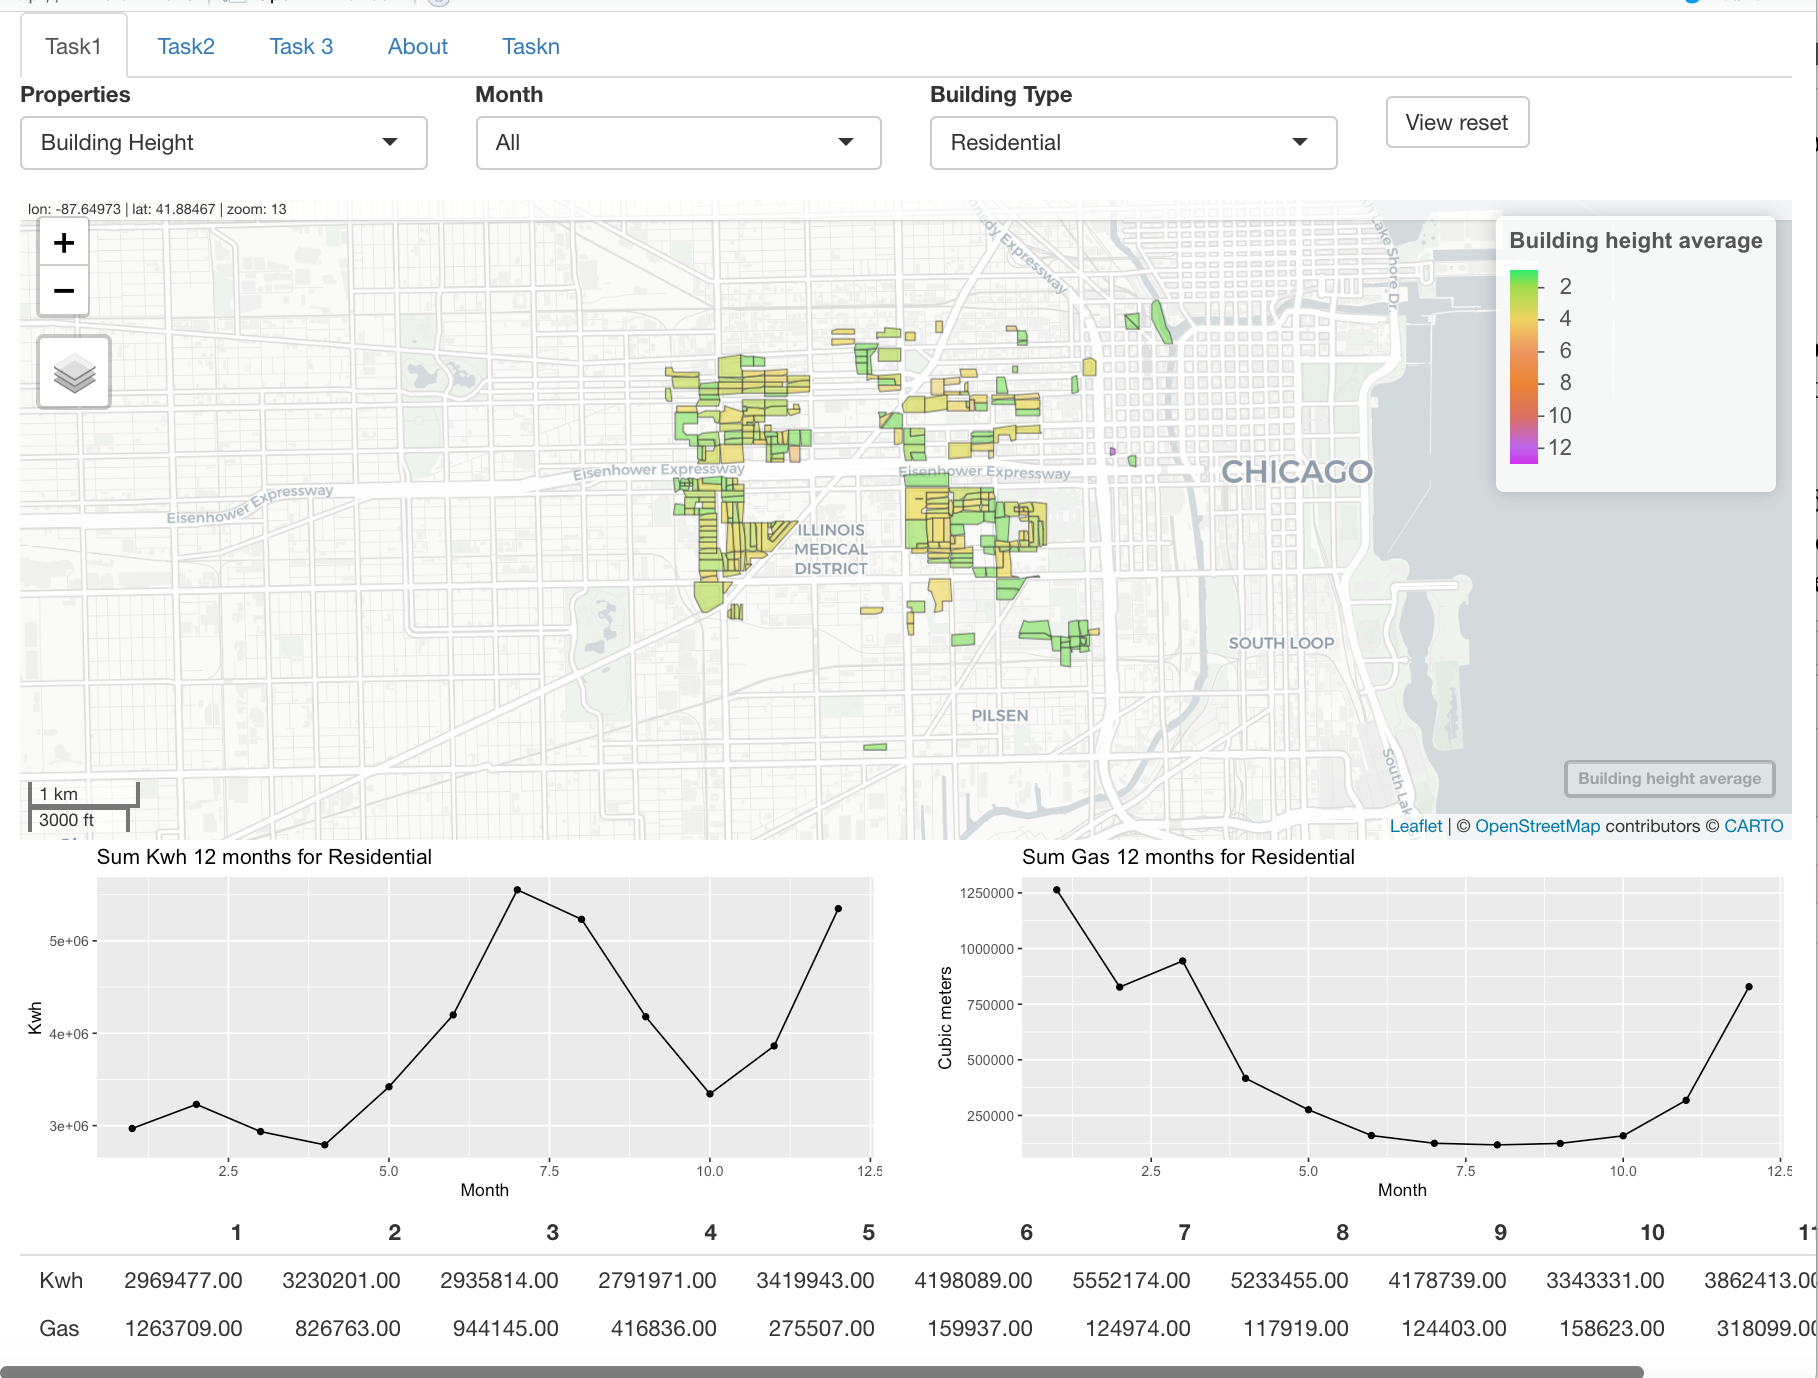 Task1 Task2 Task 3 About Taskn
Properties Month Building Type
Building Height All Residential View reset
lon: -87.64973 | lat: 41.88467 | zoom: 13
+
−
Building height average
2
4
6
8
10
12
Kennedy Expressway
Lake Shore Dr.
Eisenhower Expressway
Eisenhower Expressway
Eisenhower Expressway
CHICAGO
ILLINOIS
MEDICAL
DISTRICT
SOUTH LOOP
PILSEN
South Lak
1 km
3000 ft
Building height average
Leaflet | © OpenStreetMap contributors © CARTO
Sum Kwh 12 months for Residential
5e+06
4e+06
3e+06
Kwh
2.5 5.0 7.5 10.0 12.5
Month
Sum Gas 12 months for Residential
1250000
1000000
750000
500000
250000
Cubic meters
2.5 5.0 7.5 10.0 12.5
Month
1 2 3 4 5 6 7 8 9 10 11
Kwh 2969477.00 3230201.00 2935814.00 2791971.00 3419943.00 4198089.00 5552174.00 5233455.00 4178739.00 3343331.00 3862413.00
Gas 1263709.00 826763.00 944145.00 416836.00 275507.00 159937.00 124974.00 117919.00 124403.00 158623.00 318099.00